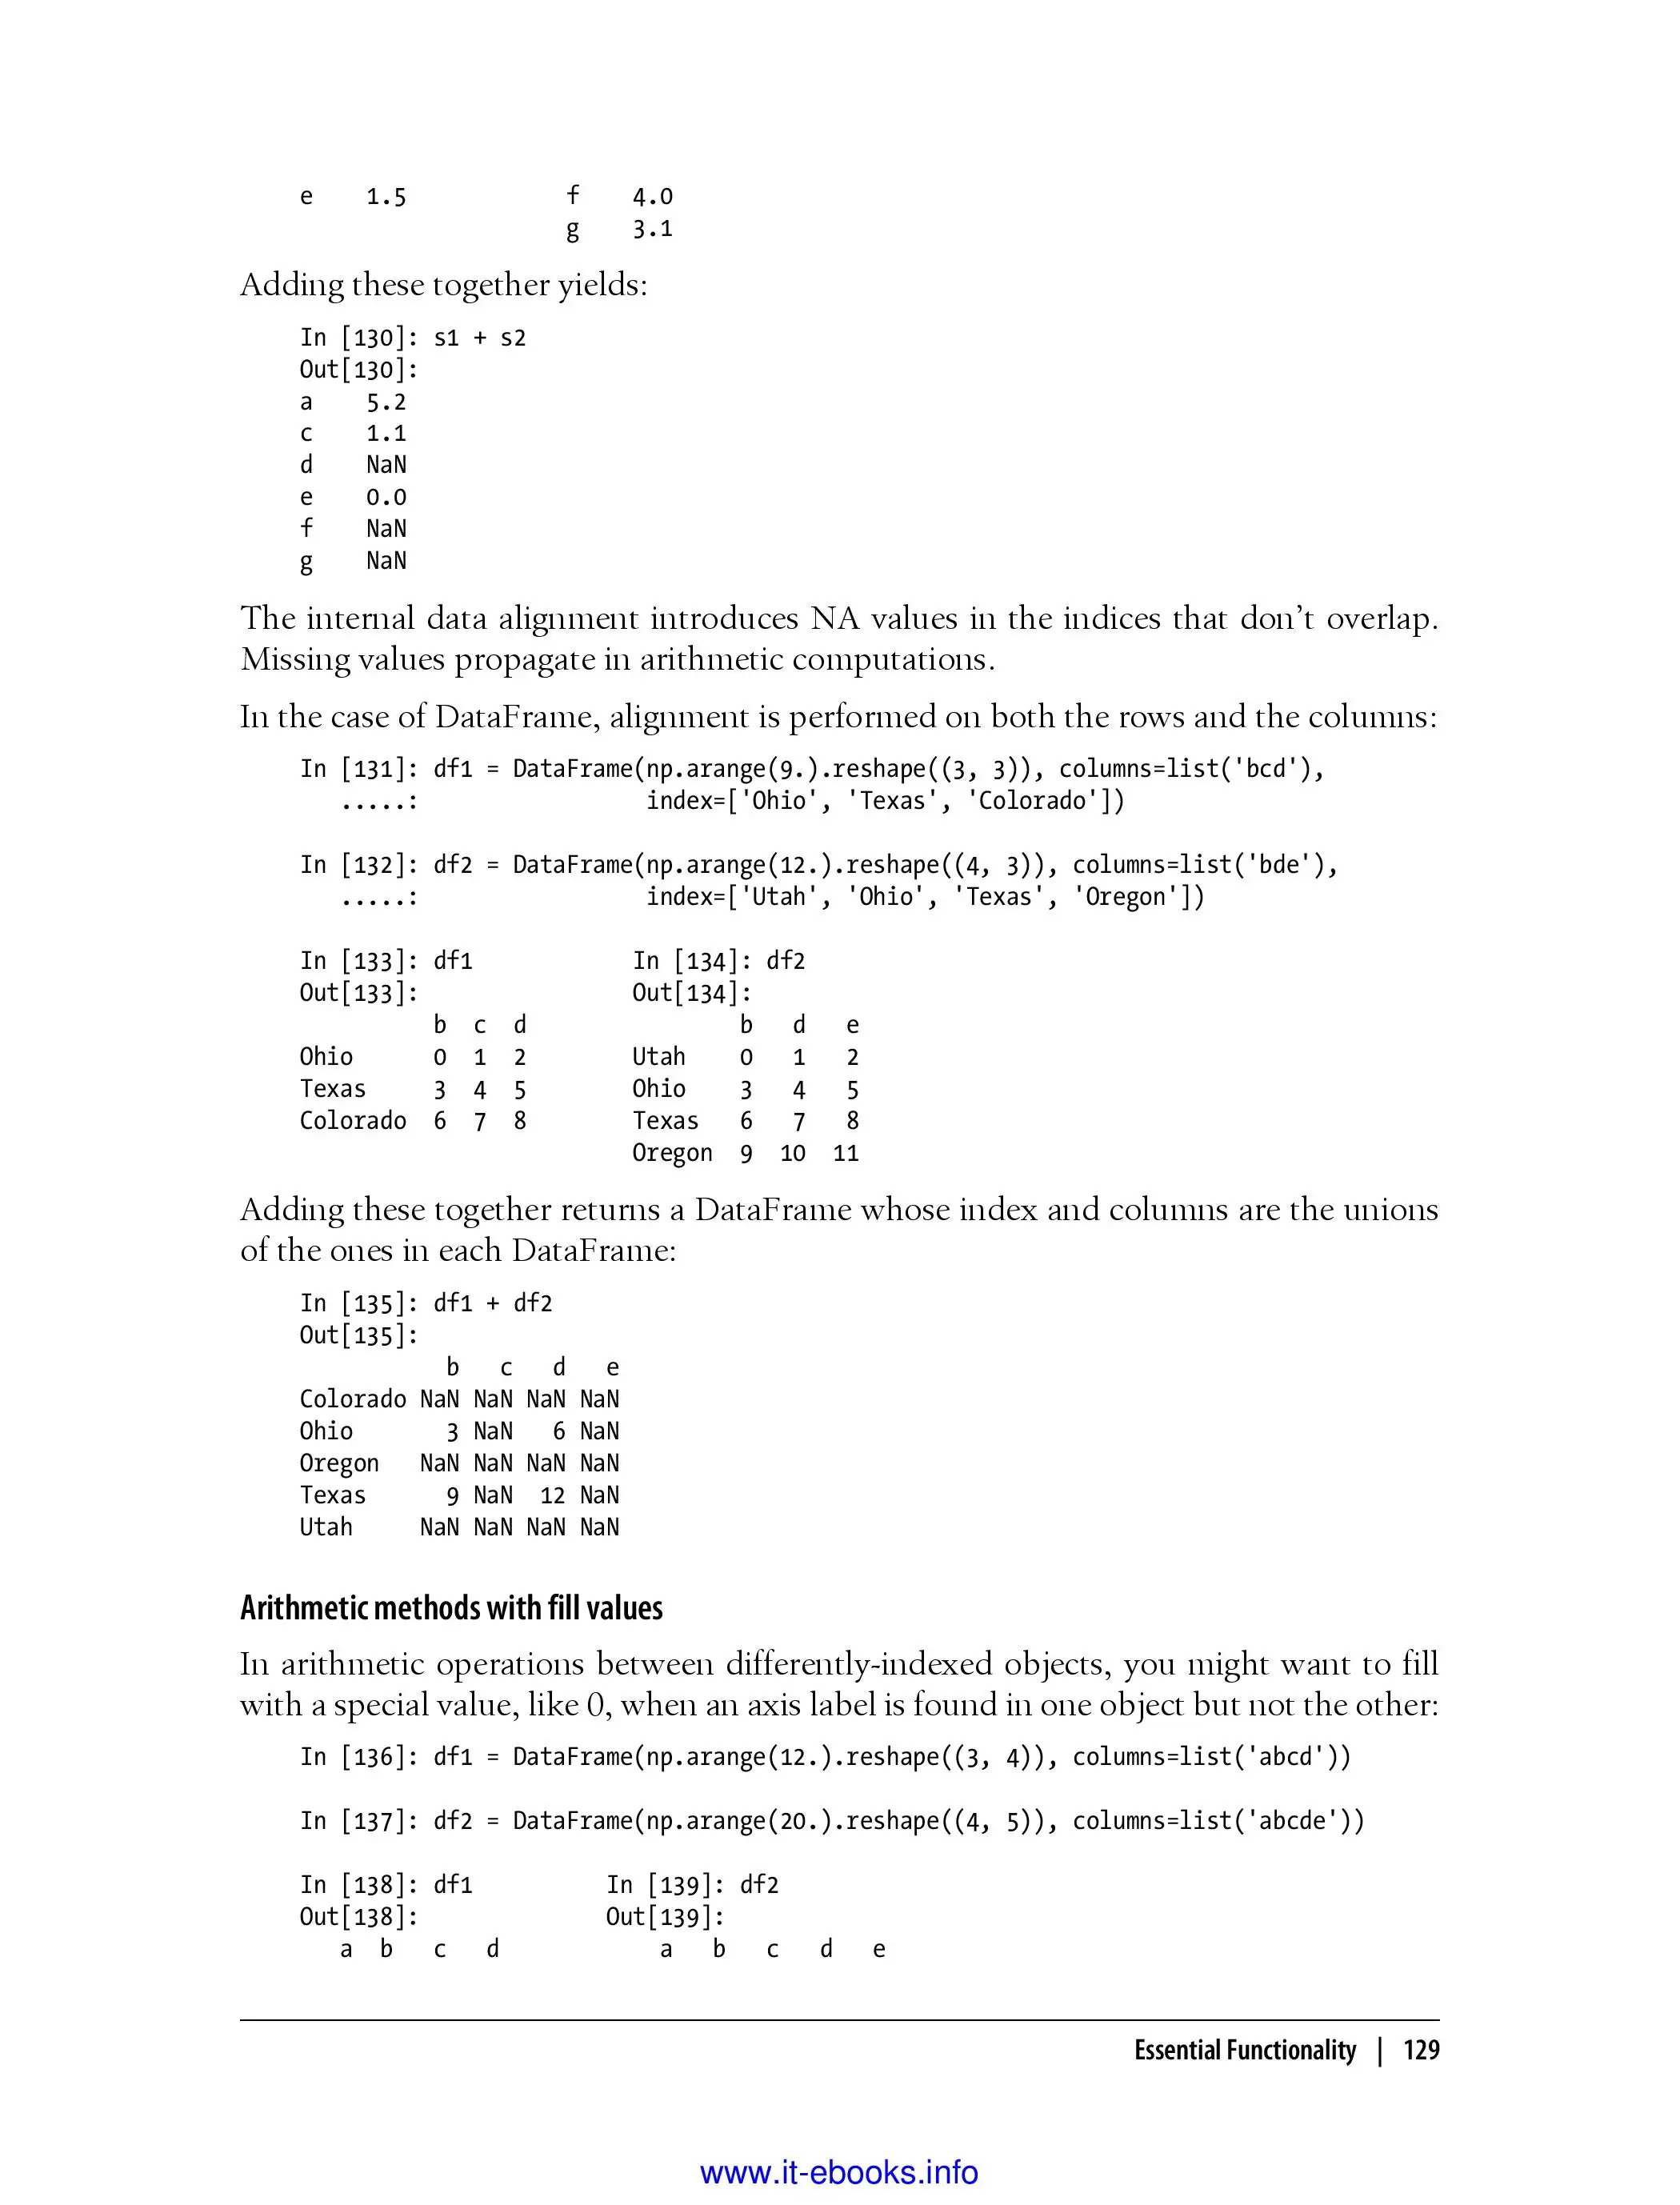 e    1.5            f    4.0
                    g    3.1
Adding these together yields:
In [130]: s1 + s2
Out[130]:
a    5.2
c    1.1
d    NaN
e    0.0
f    NaN
g    NaN
The internal data alignment introduces NA values in the indices that don’t overlap.
Missing values propagate in arithmetic computations.
In the case of DataFrame, alignment is performed on both the rows and the columns:
In [131]: df1 = DataFrame(np.arange(9.).reshape((3, 3)), columns=list('bcd'),
   .....:                 index=['Ohio', 'Texas', 'Colorado'])
In [132]: df2 = DataFrame(np.arange(12.).reshape((4, 3)), columns=list('bde'),
   .....:                 index=['Utah', 'Ohio', 'Texas', 'Oregon'])
In [133]: df1            In [134]: df2
Out[133]:                Out[134]:
          b  c  d                b   d   e
Ohio      0  1  2        Utah    0   1   2
Texas     3  4  5        Ohio    3   4   5
Colorado  6  7  8        Texas   6   7   8
                         Oregon  9  10  11
Adding these together returns a DataFrame whose index and columns are the unions
of the ones in each DataFrame:
In [135]: df1 + df2
Out[135]:
           b   c   d   e
Colorado NaN NaN NaN NaN
Ohio       3 NaN   6 NaN
Oregon   NaN NaN NaN NaN
Texas      9 NaN  12 NaN
Utah     NaN NaN NaN NaN
Arithmetic methods with fill values
In arithmetic operations between differently-indexed objects, you might want to fill
with a special value, like 0, when an axis label is found in one object but not the other:
In [136]: df1 = DataFrame(np.arange(12.).reshape((3, 4)), columns=list('abcd'))
In [137]: df2 = DataFrame(np.arange(20.).reshape((4, 5)), columns=list('abcde'))
In [138]: df1          In [139]: df2
Out[138]:              Out[139]:
   a  b   c   d            a   b   c   d   e
Essential Functionality | 129
www.it-ebooks.info